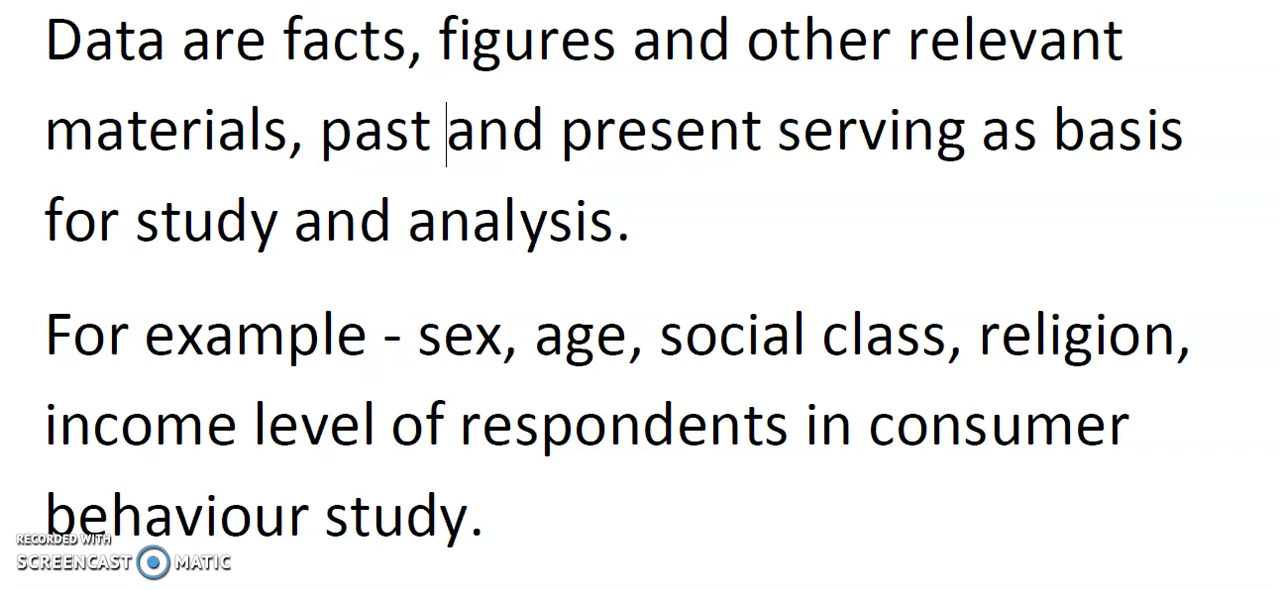 Data are facts, figures and other relevant
materials, past and present serving as basis
for study and analysis.
For example - sex, age, social class, religion,
income level of respondents in consumer
behaviour study.
RECORDED WITH
SCREENCAST MATIC